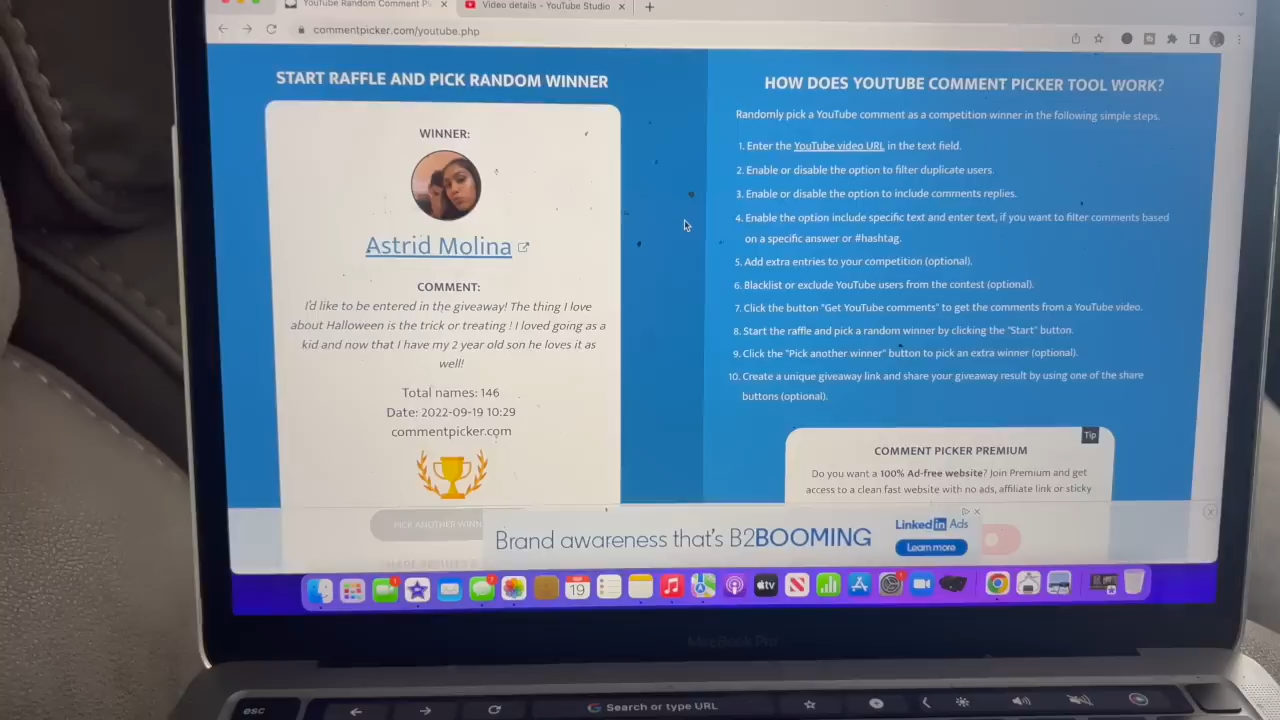 YouTube Random Comment Pi
Video details - YouTube Studio
commentpicker.com/youtube.php
START RAFFLE AND PICK RANDOM WINNER
WINNER:
Astrid Molina
COMMENT:
I'd like to be entered in the giveaway! The thing I love
about Halloween is the trick or treating ! I loved going as a
kid and now that I have my 2 year old son he loves it as
well!
Total names: 146
Date: 2022-09-19 10:29
commentpicker.com
PICK ANOTHER WINN
HOW DOES YOUTUBE COMMENT PICKER TOOL WORK?
Randomly pick a YouTube comment as a competition winner in the following simple steps.
1. Enter the YouTube video URL in the text field.
2. Enable or disable the option to filter duplicate users.
3. Enable or disable the option to include comments replies.
4. Enable the option include specific text and enter text, if you want to filter comments based
on a specific answer or #hashtag.
5. Add extra entries to your competition (optional).
6. Blacklist or exclude YouTube users from the contest (optional).
7. Click the button "Get YouTube comments" to get the comments from a YouTube video.
8. Start the raffle and pick a random winner by clicking the "Start" button.
9. Click the "Pick another winner" button to pick an extra winner (optional).
10. Create a unique giveaway link and share your giveaway result by using one of the share
buttons (optional).
Tip
COMMENT PICKER PREMIUM
Do you want a 100% Ad-free website? Join Premium and get
access to a clean fast website with no ads, affiliate link or sticky
Brand awareness that's B2BOOMING
LinkedIn Ads
Learn more
19
tv
MacBook Pro
esc
Search or type URL